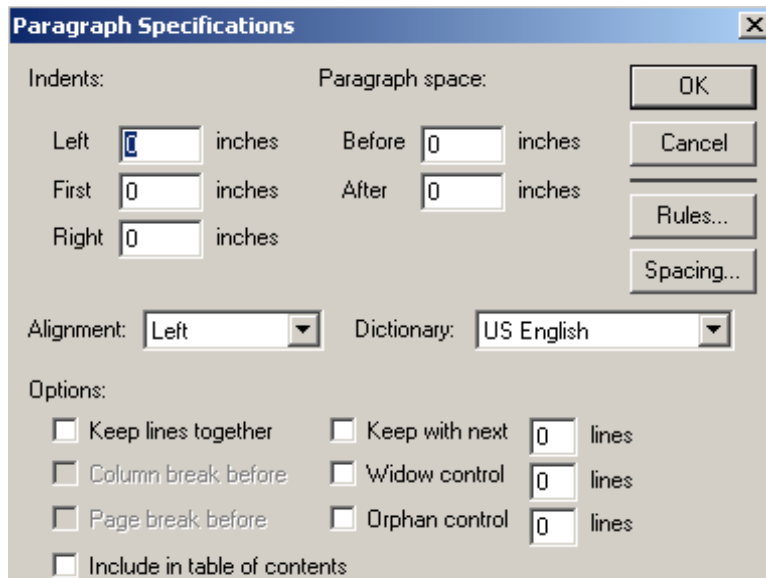 Paragraph Specifications
Indents:
Paragraph space:
OK
Left 0 inches
Before 0 inches
Cancel
First 0 inches
After 0 inches
Rules...
Right 0 inches
Spacing...
Alignment: Left
Dictionary: US English
Options:
Keep lines together
Keep with next 0 lines
Column break before
Widow control 0 lines
Page break before
Orphan control 0 lines
Include in table of contents